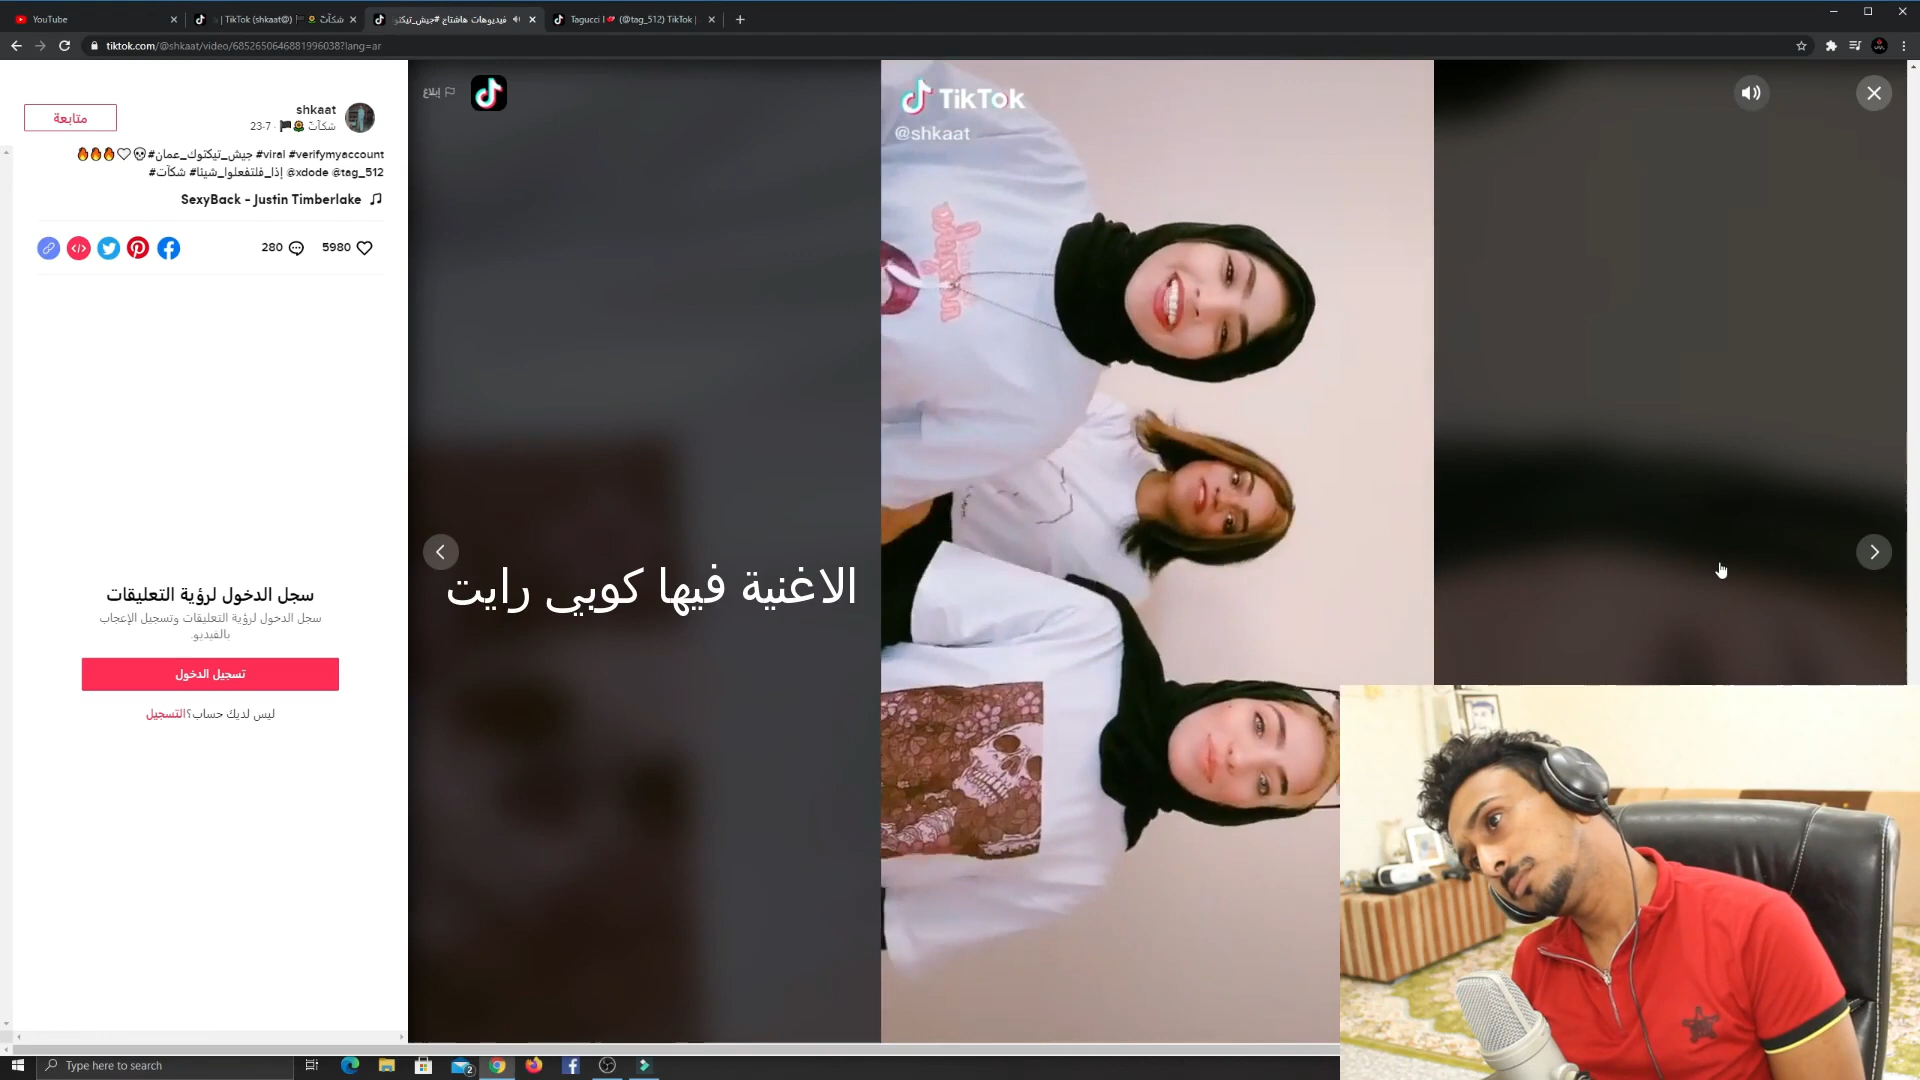 YouTube
شكآتّ (@shkaat) TikTok |
فيديوهات هاشتاج #جيش_تيكتو
Tagucci | (@tag_512) TikTok |
tiktok.com/@shkaat/video/6852650646881996038?lang=ar
shkaat
شكآتّ 🌻🏴 · 7-23
متابعة
#verifymyaccount #viral #جيش_تيكتوك_عمان💀🤍🔥🔥🔥
@tag_512 @xdode #إذا_فلتفعلوا_شينا #شكآت
SexyBack - Justin Timberlake
280
5980
سجل الدخول لرؤية التعليقات
سجل الدخول لرؤية التعليقات وتسجيل الإعجاب
بالفيديو.
تسجيل الدخول
ليس لديك حساب؟التسجيل
إبلاغ
TikTok
@shkaat
الاغنية فيها كوبي رايت
Type here to search
2